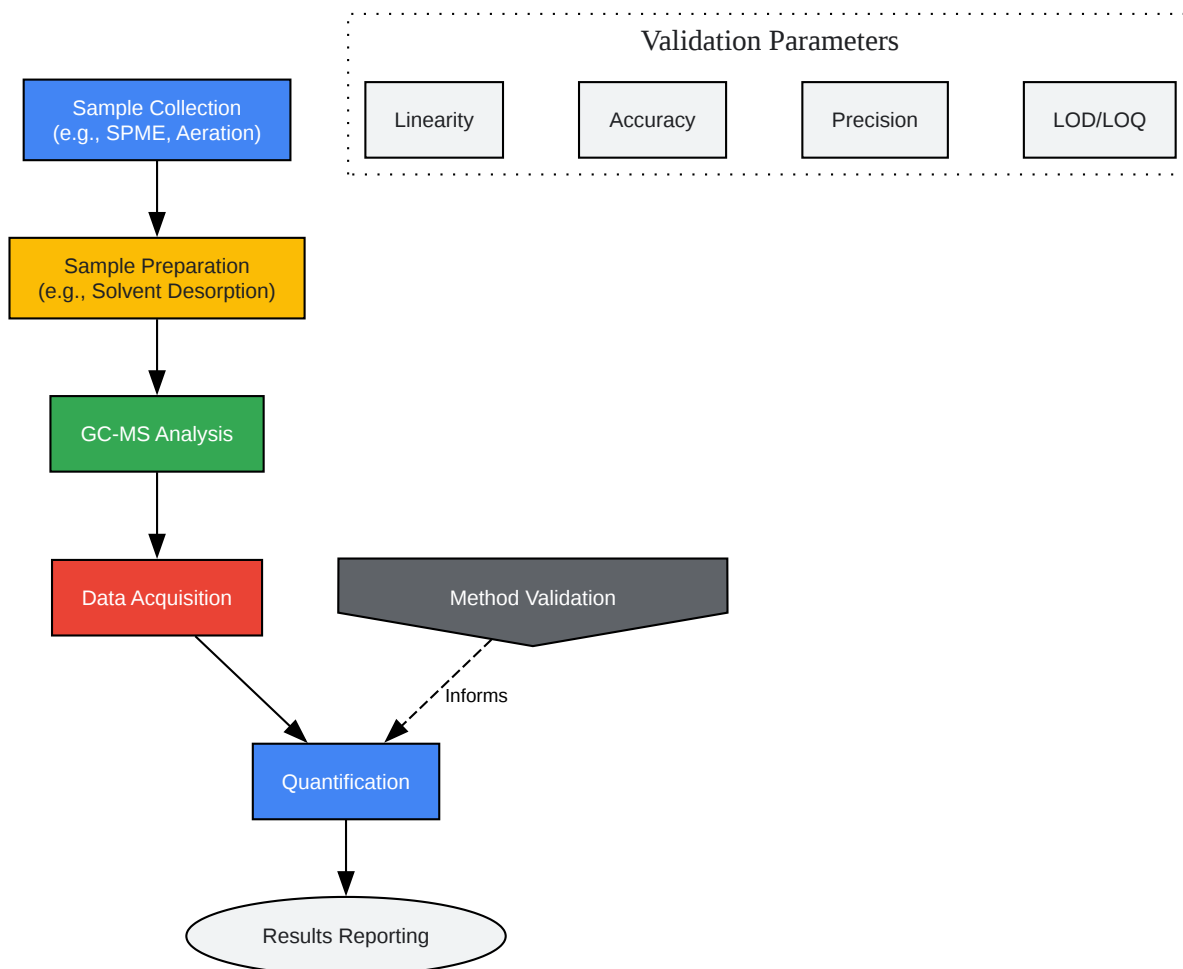 Validation Parameters
Sample Collection
(e.g., SPME, Aeration)
Linearity
Accuracy
Precision
LOD/LOQ
Sample Preparation
(e.g., Solvent Desorption)
GC-MS Analysis
Data Acquisition
Method Validation
Informs
Quantification
Results Reporting